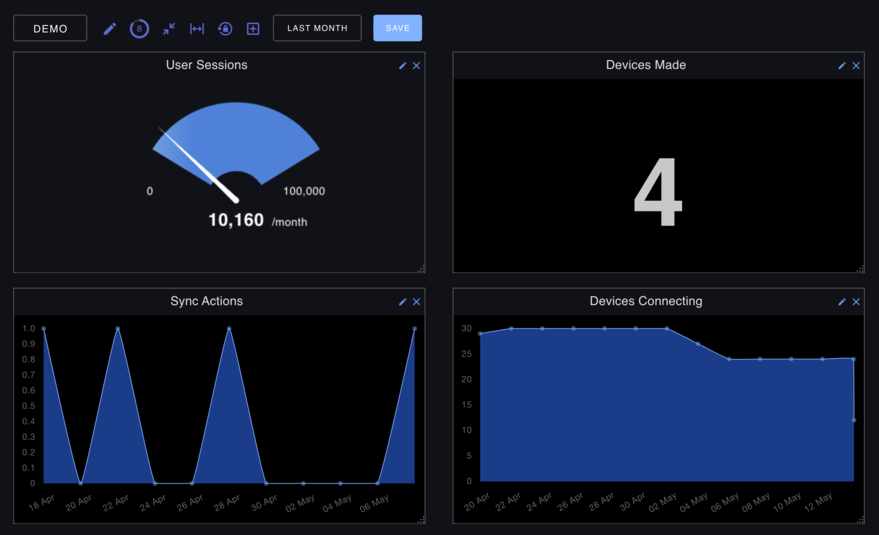 DEMO 8 LAST MONTH SAVE
User Sessions
0 100,000
10,160 /month
Devices Made
4
Sync Actions
1.0
0.9
0.8
0.7
0.6
0.5
0.4
0.3
0.2
0.1
0
18 Apr 20 Apr 22 Apr 24 Apr 26 Apr 28 Apr 30 Apr 02 May 04 May 06 May
Devices Connecting
30
25
20
15
10
5
0
20 Apr 22 Apr 24 Apr 26 Apr 28 Apr 30 Apr 02 May 04 May 06 May 08 May 10 May 12 May